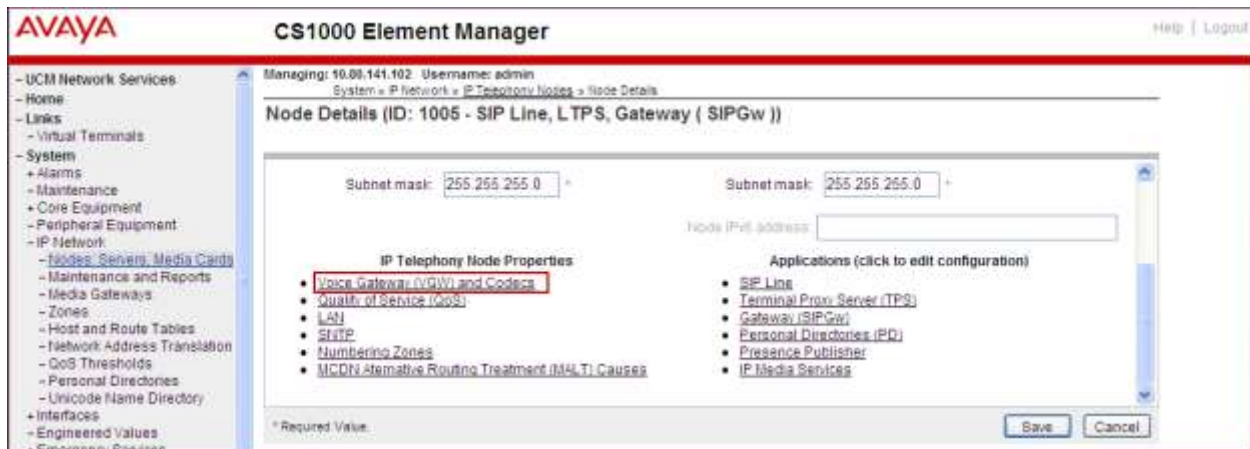 AVAYA
CS1000 Element Manager
Help | Logout
- UCM Network Services
- Home
- Links
- Virtual Terminals
- System
+ Alarms
- Maintenance
+ Core Equipment
- Peripheral Equipment
- IP Network
- Nodes: Servers, Media Cards
- Maintenance and Reports
- Media Gateways
- Zones
- Host and Route Tables
- Network Address Translation
- QoS Thresholds
- Personal Directories
- Unicode Name Directory
+ Interfaces
- Engineered Values
+ Emergency Services
Managing: 10.80.141.102 Username: admin
System » IP Network » IP Telephony Nodes » Node Details
Node Details (ID: 1005 - SIP Line, LTPS, Gateway ( SIPGw ))
Subnet mask: 255.255.255.0 *
Subnet mask: 255.255.255.0 *
Node IPv6 address:
IP Telephony Node Properties
• Voice Gateway (VGW) and Codecs
• Quality of Service (QoS)
• LAN
• SNTP
• Numbering Zones
• MCDN Alternative Routing Treatment (MALT) Causes
Applications (click to edit configuration)
• SIP Line
• Terminal Proxy Server (TPS)
• Gateway (SIPGw)
• Personal Directories (PD)
• Presence Publisher
• IP Media Services
* Required Value.
Save
Cancel